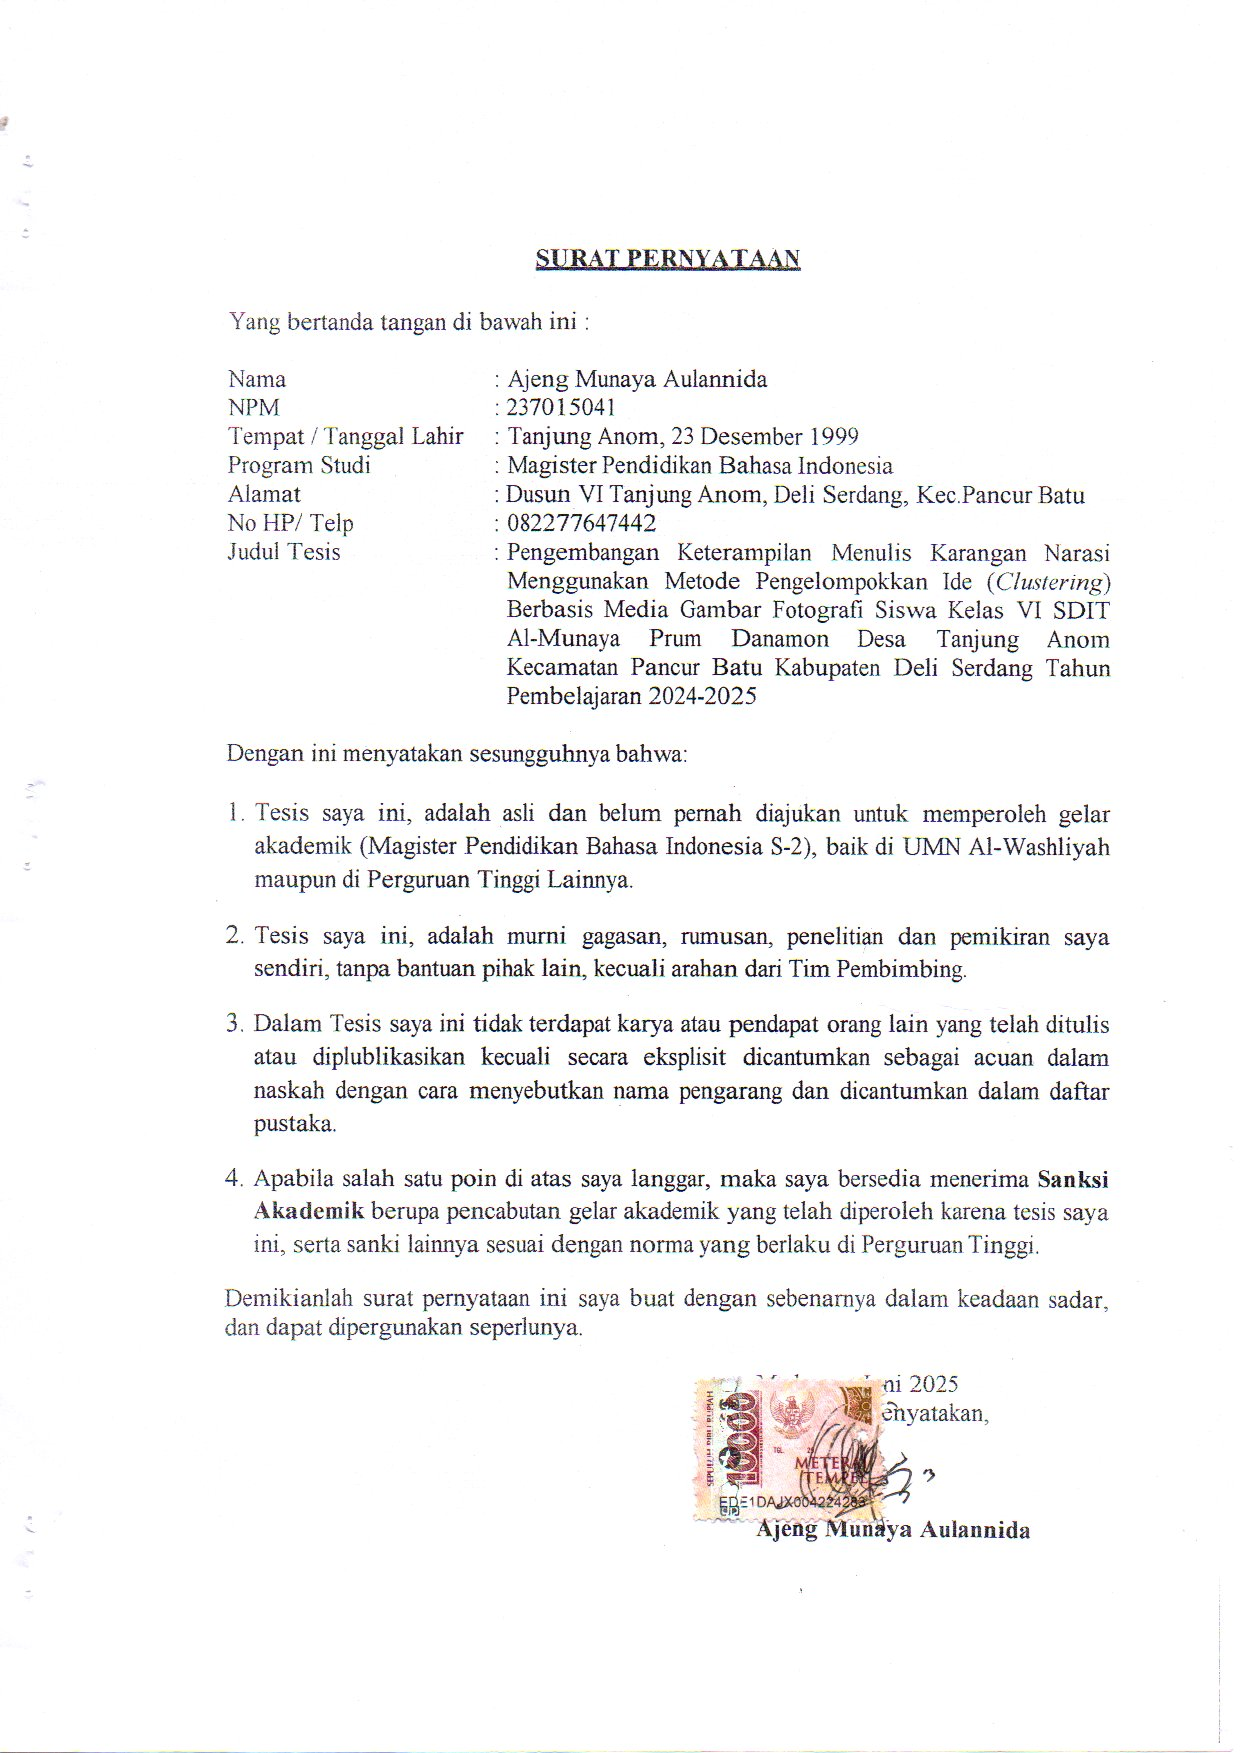 SURAT PERNYATAAN
Yang bertanda tangan di bawah ini :
Nama : Ajeng Munaya Aulannida
NPM : 237015041
Tempat / Tanggal Lahir : Tanjung Anom, 23 Desember 1999
Program Studi : Magister Pendidikan Bahasa Indonesia
Alamat : Dusun VI Tanjung Anom, Deli Serdang, Kec.Pancur Batu
No HP/ Telp : 082277647442
Judul Tesis : Pengembangan Keterampilan Menulis Karangan Narasi
Menggunakan Metode Pengelompokkan Ide (Clustering)
Berbasis Media Gambar Fotografi Siswa Kelas VI SDIT
Al-Munaya Prum Danamon Desa Tanjung Anom
Kecamatan Pancur Batu Kabupaten Deli Serdang Tahun
Pembelajaran 2024-2025
Dengan ini menyatakan sesungguhnya bahwa:
1. Tesis saya ini, adalah asli dan belum pernah diajukan untuk memperoleh gelar
akademik (Magister Pendidikan Bahasa Indonesia S-2), baik di UMN Al-Washliyah
maupun di Perguruan Tinggi Lainnya.
2. Tesis saya ini, adalah murni gagasan, rumusan, penelitian dan pemikiran saya
sendiri, tanpa bantuan pihak lain, kecuali arahan dari Tim Pembimbing.
3. Dalam Tesis saya ini tidak terdapat karya atau pendapat orang lain yang telah ditulis
atau diplublikasikan kecuali secara eksplisit dicantumkan sebagai acuan dalam
naskah dengan cara menyebutkan nama pengarang dan dicantumkan dalam daftar
pustaka.
4. Apabila salah satu poin di atas saya langgar, maka saya bersedia menerima Sanksi
Akademik berupa pencabutan gelar akademik yang telah diperoleh karena tesis saya
ini, serta sanki lainnya sesuai dengan norma yang berlaku di Perguruan Tinggi.
Demikianlah surat pernyataan ini saya buat dengan sebenarnya dalam keadaan sadar,
dan dapat dipergunakan seperlunya.
ni 2025
enyatakan,
SEPULUH RIBU RUPIAH
10000
TGL.
METERAI
TEMPEL
EDE1DAJX004224283
Ajeng Munaya Aulannida